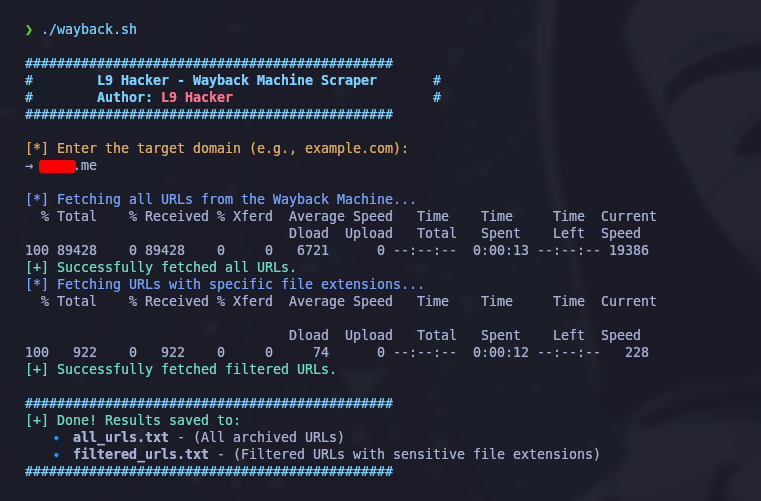 ❯ ./wayback.sh
##############################################
#        L9 Hacker - Wayback Machine Scraper       #
#        Author: L9 Hacker                         #
##############################################
[*] Enter the target domain (e.g., example.com):
→ .me
[*] Fetching all URLs from the Wayback Machine...
  % Total    % Received % Xferd  Average Speed   Time    Time     Time  Current
                                 Dload  Upload   Total   Spent    Left  Speed
100 89428    0 89428    0     0   6721      0 --:--:--  0:00:13 --:--:-- 19386
[+] Successfully fetched all URLs.
[*] Fetching URLs with specific file extensions...
  % Total    % Received % Xferd  Average Speed   Time    Time     Time  Current
                                 Dload  Upload   Total   Spent    Left  Speed
100   922    0   922    0     0     74      0 --:--:--  0:00:12 --:--:--   228
[+] Successfully fetched filtered URLs.
##############################################
[+] Done! Results saved to:
🔹 all_urls.txt - (All archived URLs)
🔹 filtered_urls.txt - (Filtered URLs with sensitive file extensions)
##############################################